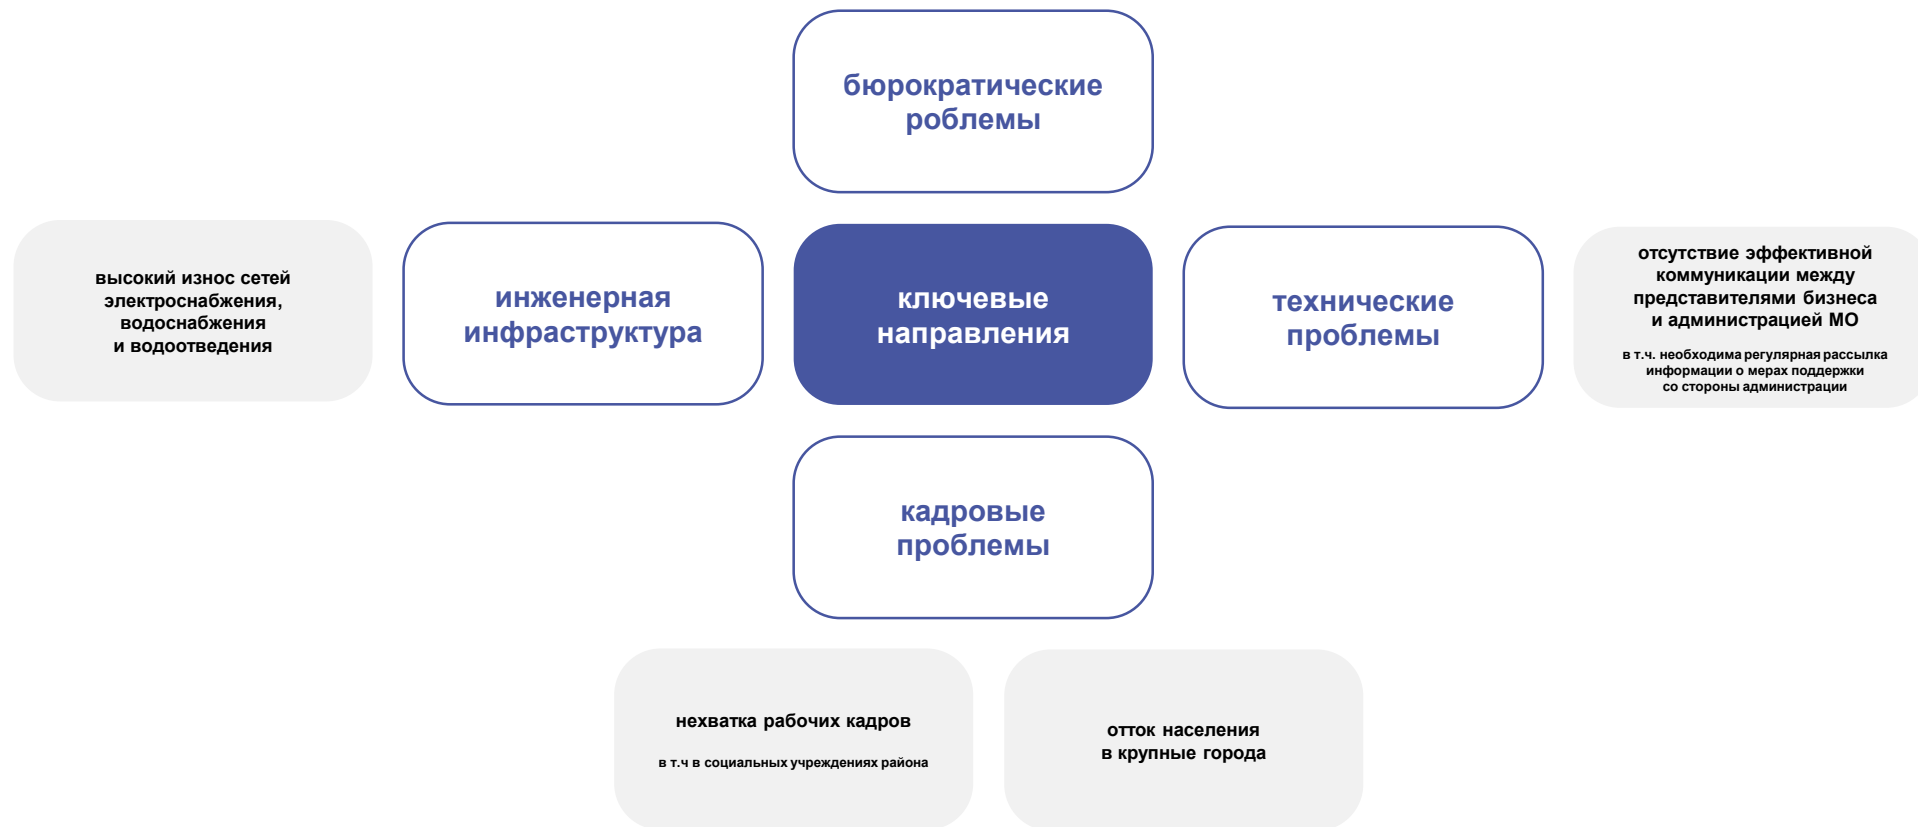 бюрократические
роблемы
высокий износ сетей
электроснабжения,
водоснабжения
и водоотведения
инженерная
инфраструктура
ключевые
направления
технические
проблемы
отсутствие эффективной
коммуникации между
представителями бизнеса
и администрацией МО
в т.ч. необходима регулярная рассылка
информации о мерах поддержки
со стороны администрации
кадровые
проблемы
нехватка рабочих кадров
в т.ч в социальных учреждениях района
отток населения
в крупные города